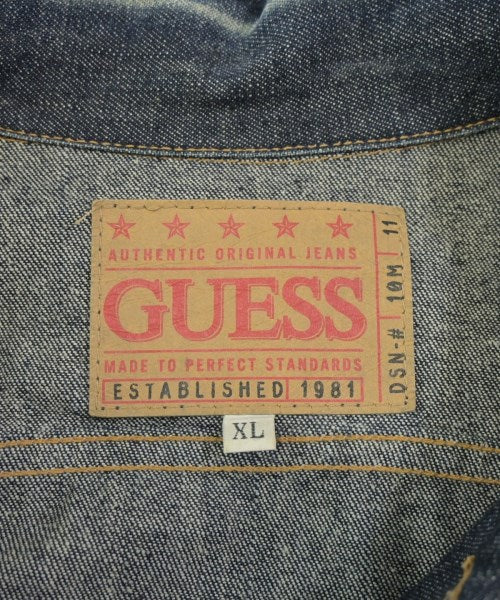 AUTHENTIC ORIGINAL JEANS
GUESS
MADE TO PERFECT STANDARDS
ESTABLISHED 1981
DSN-# 10M 11
XL